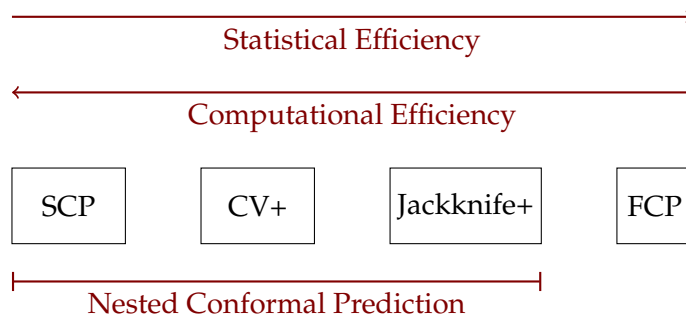 Statistical Efficiency
Computational Efficiency
SCP CV+ Jackknife+ FCP
Nested Conformal Prediction